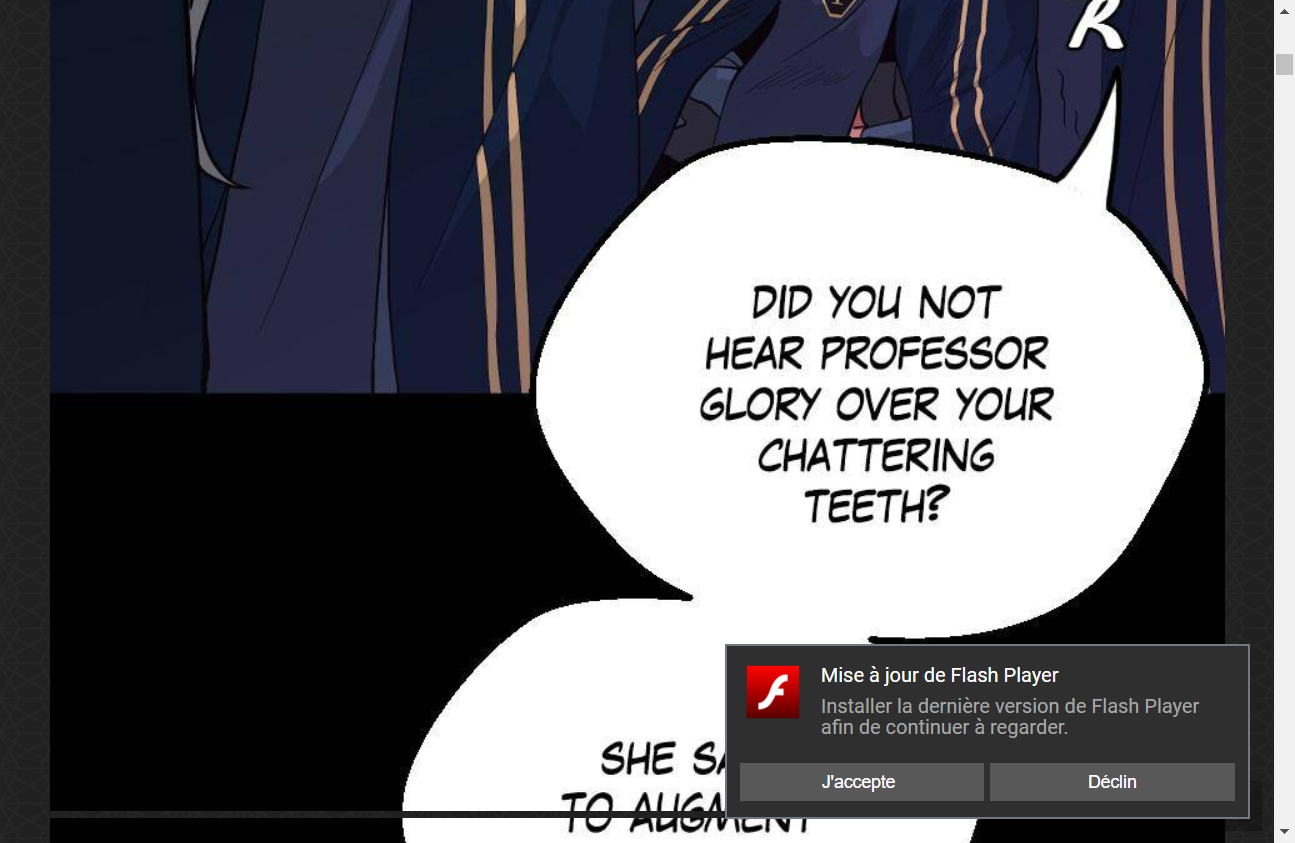 R
DID YOU NOT
HEAR PROFESSOR
GLORY OVER YOUR
CHATTERING
TEETH?
SHE
TO AUGMENT
Mise à jour de Flash Player
Installer la dernière version de Flash Player
afin de continuer à regarder.
J'accepte
Déclin